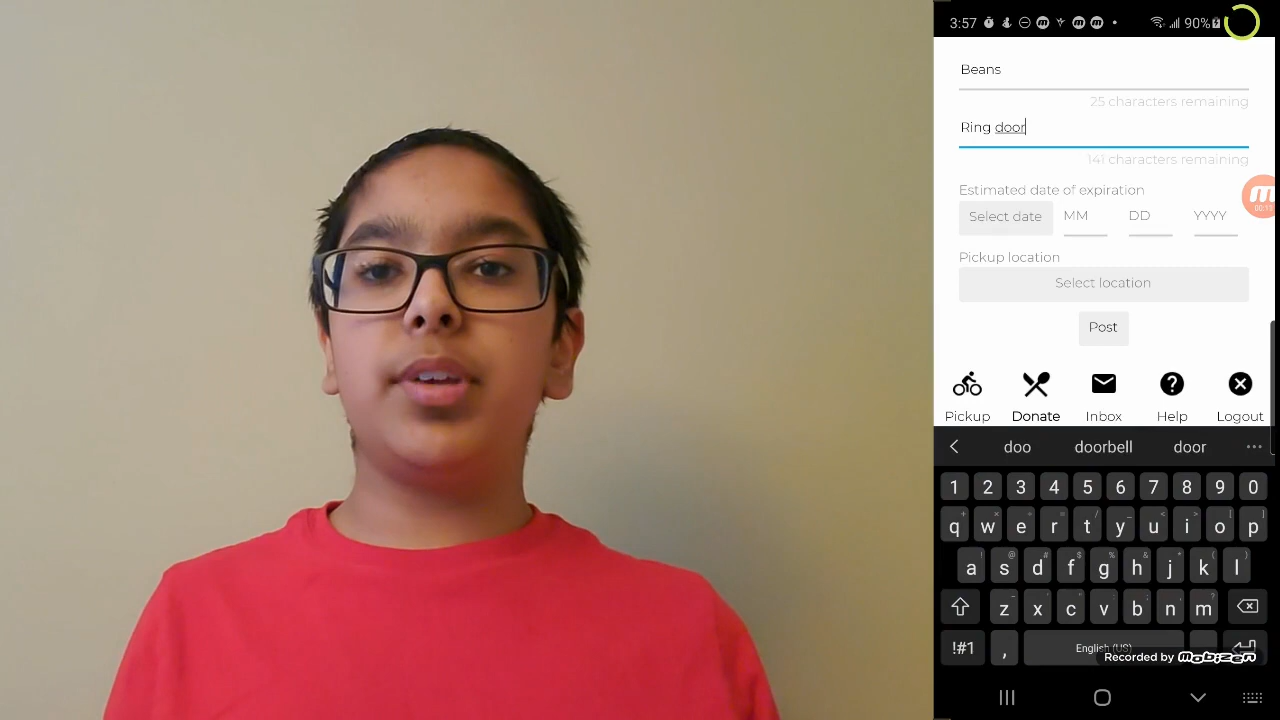 3:57 90%
Beans
25 characters remaining
Ring door
141 characters remaining
Estimated date of expiration
Select date MM DD YYYY
Pickup location
Select location
Post
Pickup Donate Inbox Help Logout
doo doorbell door
1 2 3 4 5 6 7 8 9 0
q w e r t y u i o p
a s d f g h j k l
z x c v b n m
!#1 , English (US)
Recorded by Mobizen